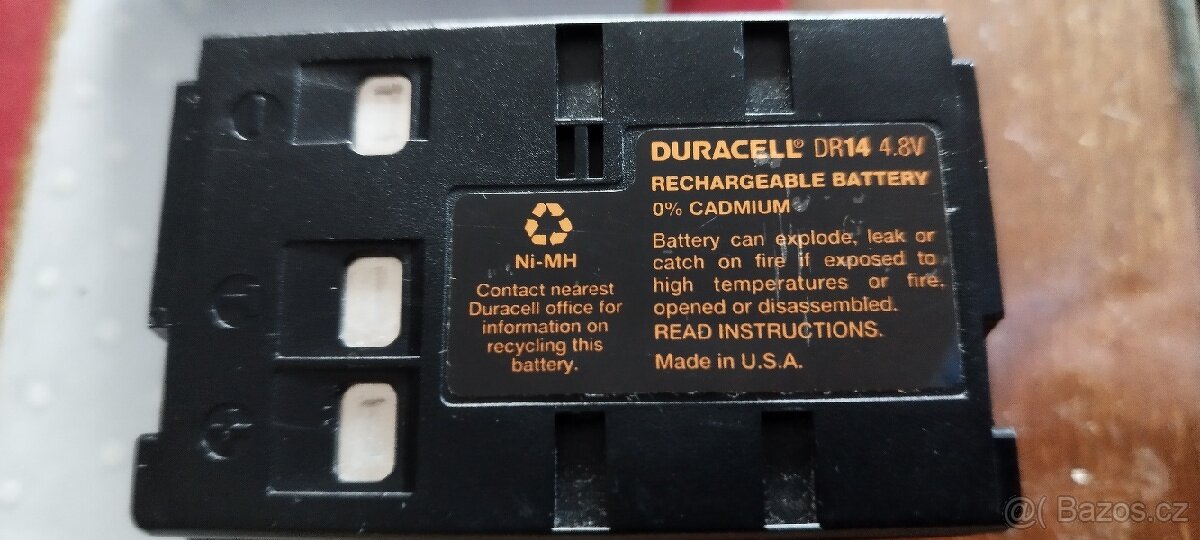 DURACELL® DR14 4.8V
RECHARGEABLE BATTERY
0% CADMIUM
Battery can explode, leak or
catch on fire if exposed to
high temperatures or fire,
opened or disassembled.
READ INSTRUCTIONS.
Made in U.S.A.
Ni-MH
Contact nearest
Duracell office for
information on
recycling this
battery.
@( Bazos.cz